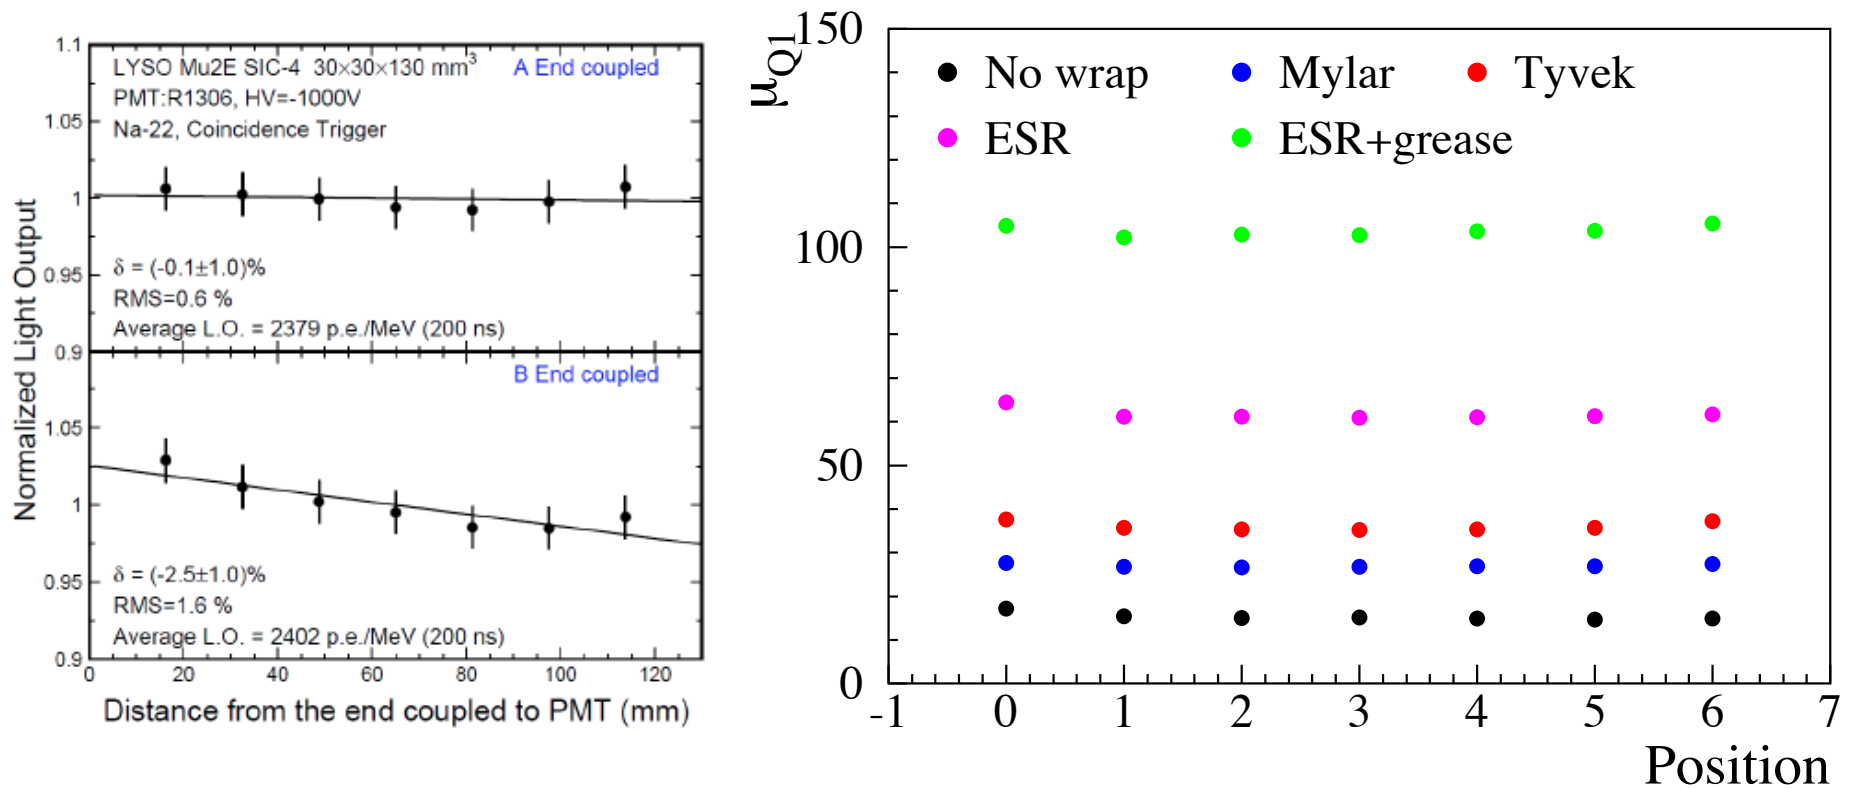 1.1
LYSO Mu2E SIC-4 30×30×130 mm³
A End coupled
PMT:R1306, HV=-1000V
1.05
Na-22, Coincidence Trigger
1
0.95
δ = (-0.1±1.0)%
RMS=0.6 %
Average L.O. = 2379 p.e./MeV (200 ns)
0.9
B End coupled
1.05
1
0.95
δ = (-2.5±1.0)%
RMS=1.6 %
Average L.O. = 2402 p.e./MeV (200 ns)
0.9
0 20 40 60 80 100 120
Distance from the end coupled to PMT (mm)
Normalized Light Output
μQ1
150
No wrap Mylar Tyvek
ESR ESR+grease
100
50
0
-1 0 1 2 3 4 5 6 7
Position